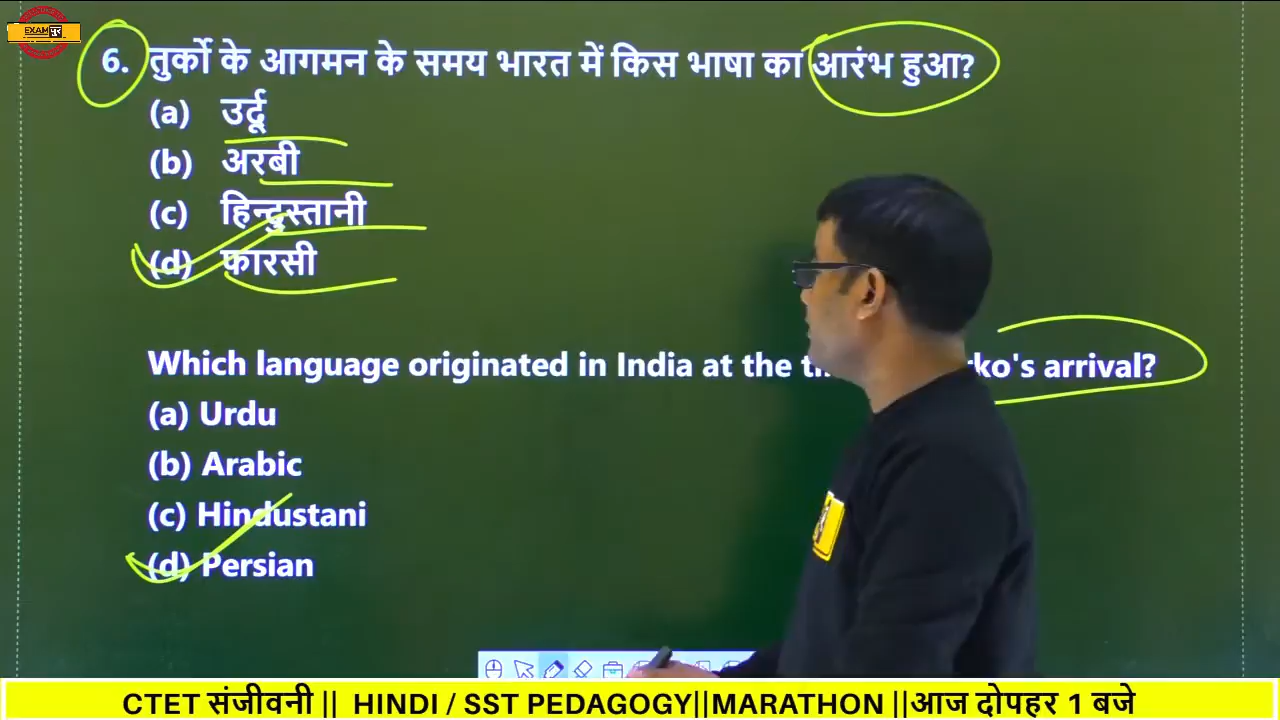 EXAM
6. तुर्को के आगमन के समय भारत में किस भाषा का आरंभ हुआ?
(a) उर्दू
(b) अरबी
(c) हिन्दुस्तानी
(d) फारसी
Which language originated in India at the arrival?
(a) Urdu
(b) Arabic
(c) Hindustani
(d) Persian
CTET संजीवनी || HINDI / SST PEDAGOGY||MARATHON ||आज दोपहर 1 बजे